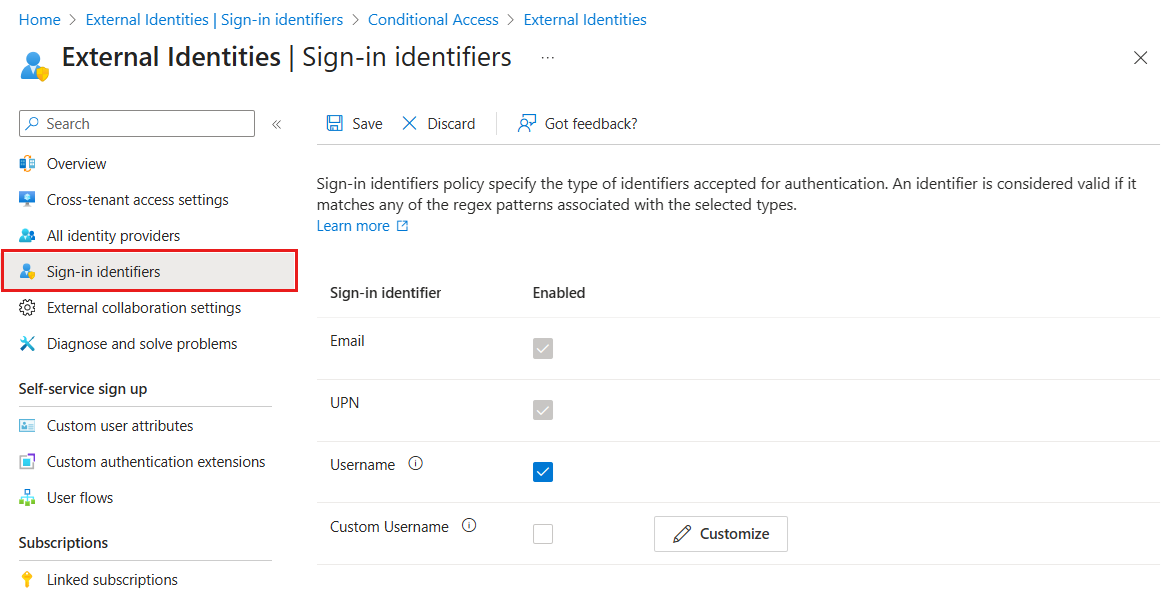 Home > External Identities | Sign-in identifiers > Conditional Access > External Identities
External Identities | Sign-in identifiers ...
Search «
Save Discard Got feedback?
Overview
Cross-tenant access settings
All identity providers
Sign-in identifiers
External collaboration settings
Diagnose and solve problems
Self-service sign up
Custom user attributes
Custom authentication extensions
User flows
Subscriptions
Linked subscriptions
Sign-in identifiers policy specify the type of identifiers accepted for authentication. An identifier is considered valid if it
matches any of the regex patterns associated with the selected types.
Learn more
Sign-in identifier Enabled
Email
UPN
Username
Custom Username Customize